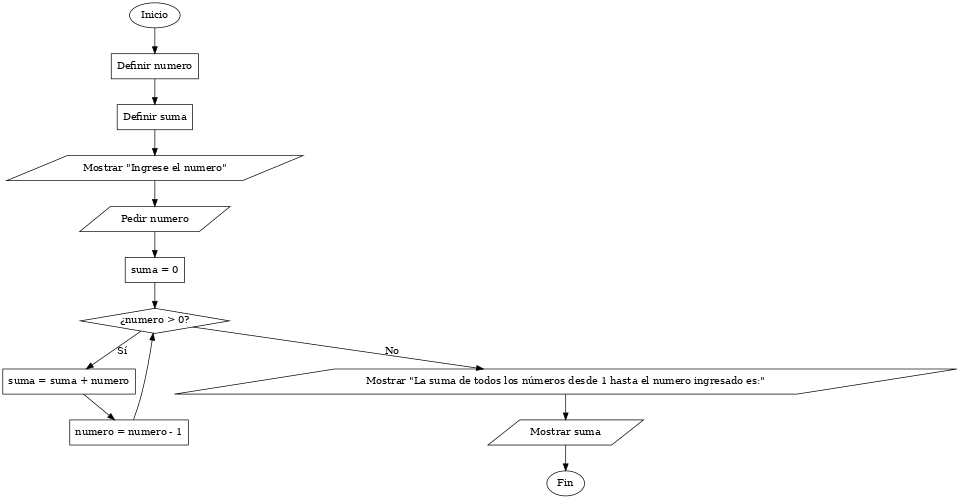 Inicio
Definir numero
Definir suma
Mostrar "Ingrese el numero"
Pedir numero
suma = 0
¿numero > 0?
Sí
No
suma = suma + numero
Mostrar "La suma de todos los números desde 1 hasta el numero ingresado es:"
numero = numero - 1
Mostrar suma
Fin